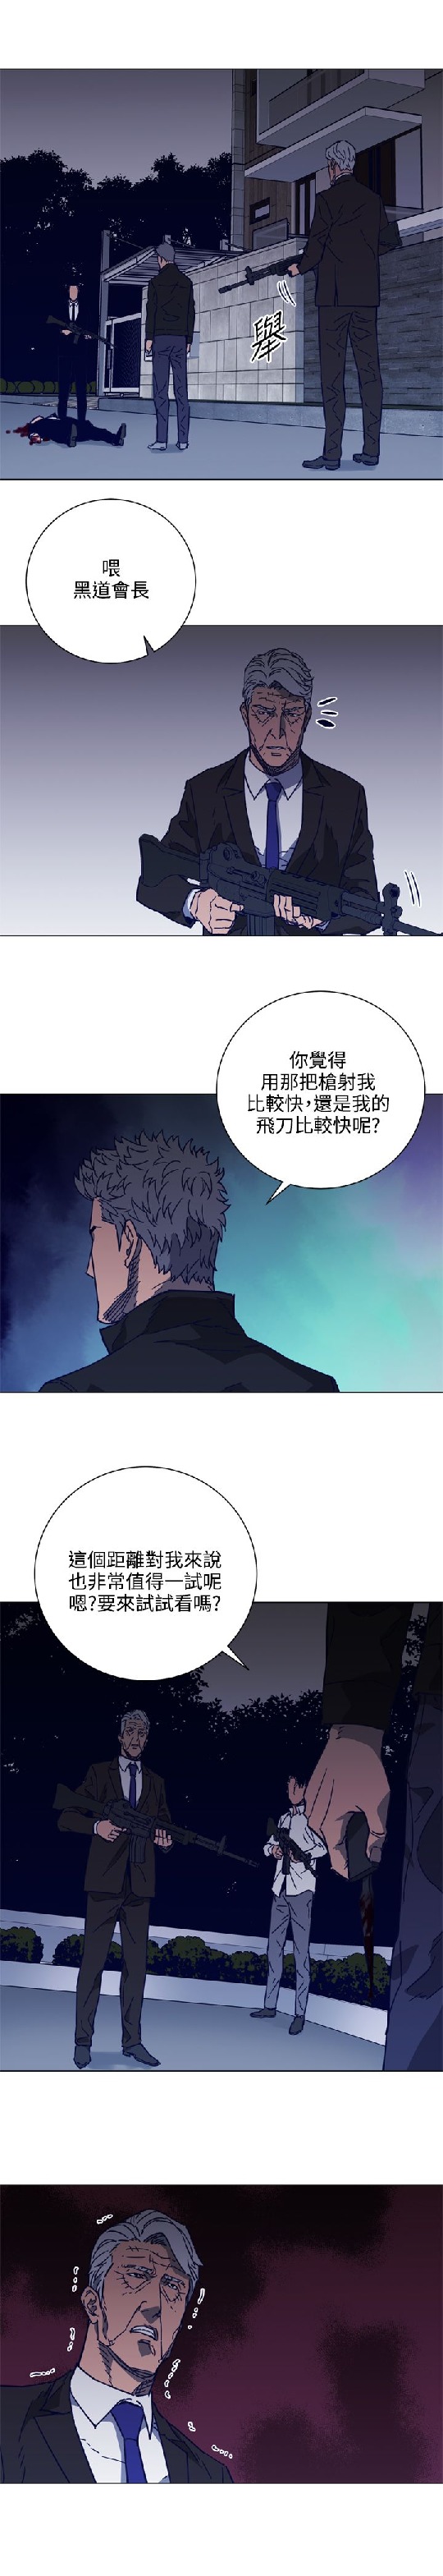 舉
喂
黑道會長
你覺得
用那把槍射我
比較快，還是我的
飛刀比較快呢？
這個距離對我來說
也非常值得一試呢
嗯？要來試試看嗎？